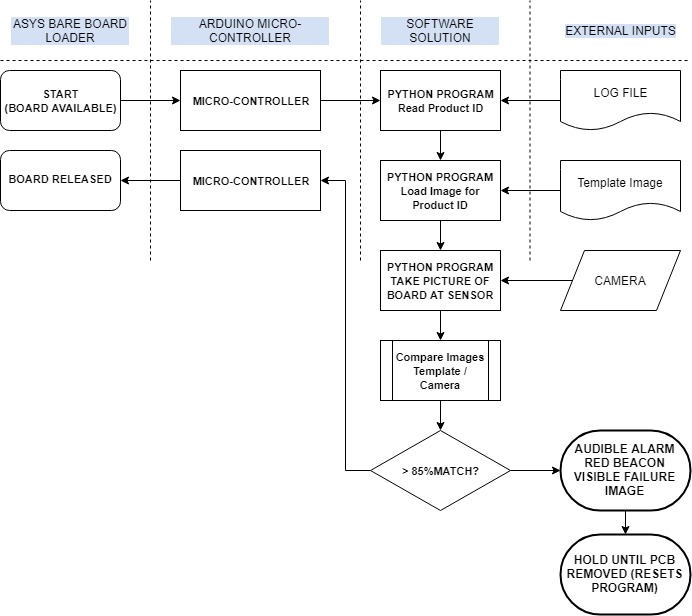 ASYS BARE BOARD
LOADER
ARDUINO MICRO-
CONTROLLER
SOFTWARE
SOLUTION
EXTERNAL INPUTS
START
(BOARD AVAILABLE)
MICRO-CONTROLLER
PYTHON PROGRAM
Read Product ID
LOG FILE
BOARD RELEASED
MICRO-CONTROLLER
PYTHON PROGRAM
Load Image for
Product ID
Template Image
PYTHON PROGRAM
TAKE PICTURE OF
BOARD AT SENSOR
CAMERA
Compare Images
Template /
Camera
> 85%MATCH?
AUDIBLE ALARM
RED BEACON
VISIBLE FAILURE
IMAGE
HOLD UNTIL PCB
REMOVED (RESETS
PROGRAM)